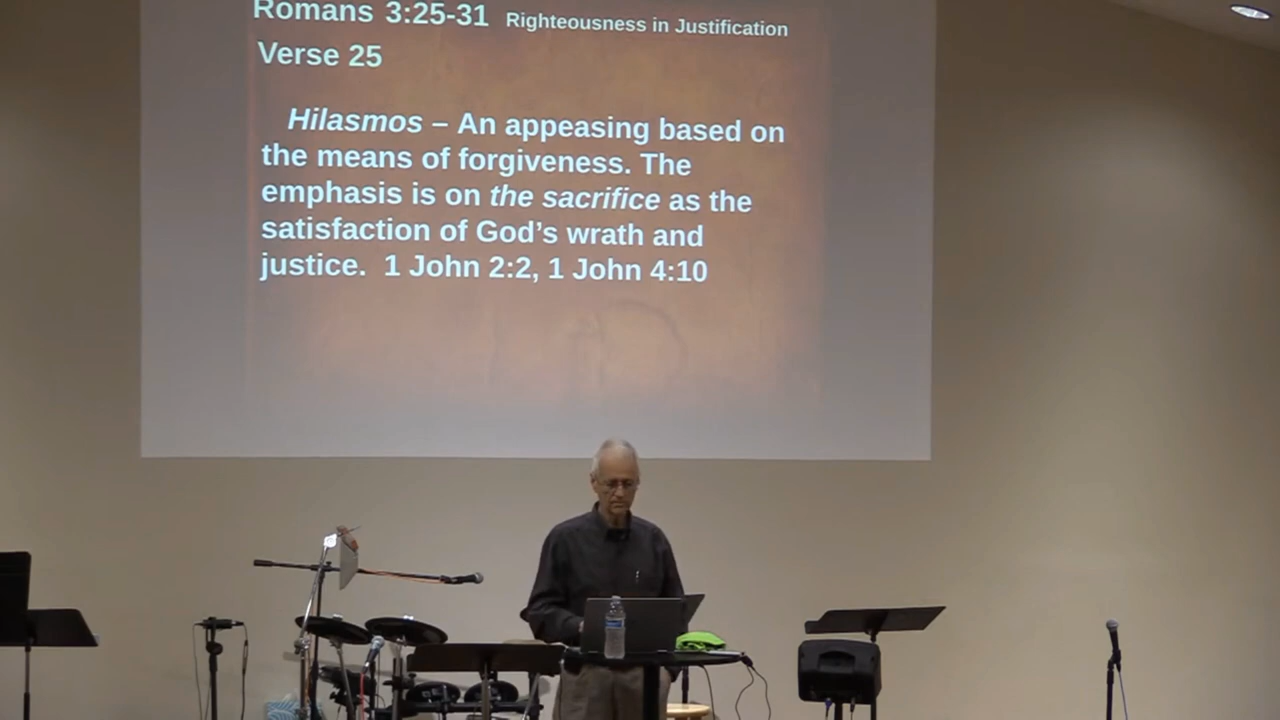 Romans 3:25-31 Righteousness in Justification
Verse 25
Hilasmos – An appeasing based on
the means of forgiveness. The
emphasis is on the sacrifice as the
satisfaction of God’s wrath and
justice. 1 John 2:2, 1 John 4:10